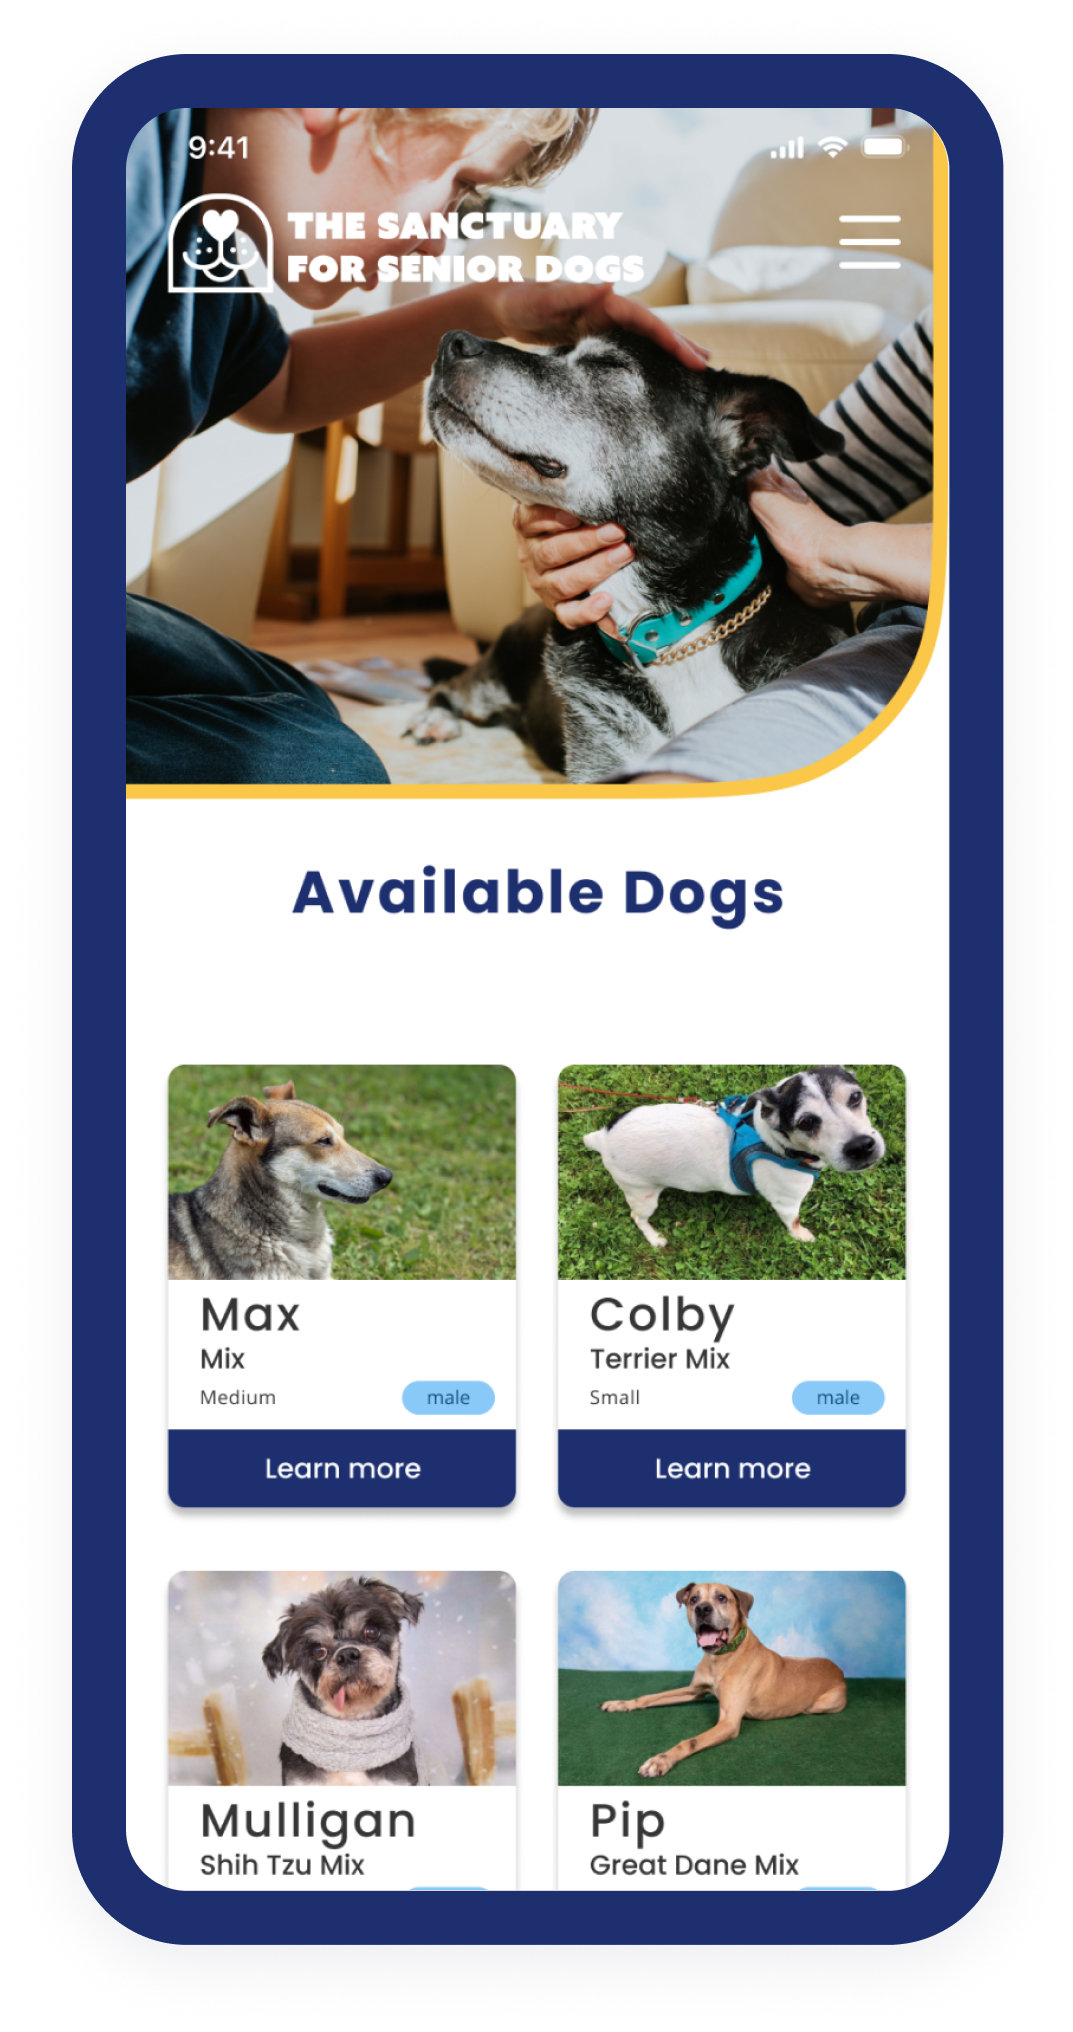 9:41
THE SANCTUARY
FOR SENIOR DOGS
Available Dogs
Max
Mix
Medium
male
Learn more
Colby
Terrier Mix
Small
male
Learn more
Mulligan
Shih Tzu Mix
Pip
Great Dane Mix